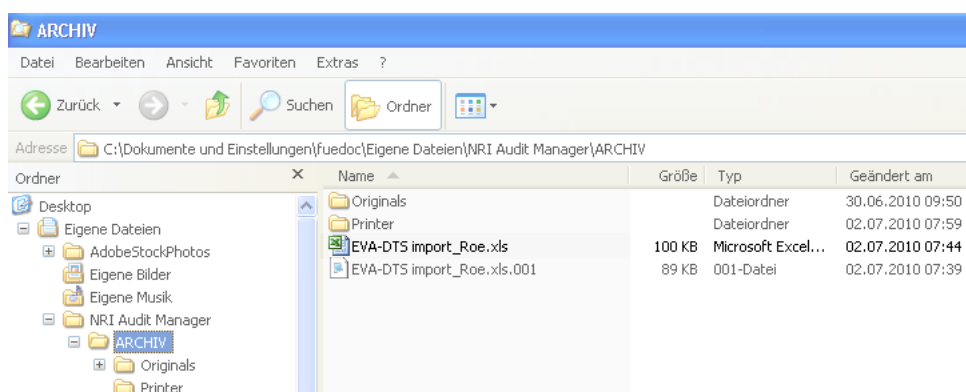 ARCHIV
Datei Bearbeiten Ansicht Favoriten Extras ?
Zurück Suchen Ordner
Adresse C:\Dokumente und Einstellungen\fuedoc\Eigene Dateien\NRI Audit Manager\ARCHIV
Ordner × Name Größe Typ Geändert am
Desktop
Eigene Dateien
AdobeStockPhotos
Eigene Bilder
Eigene Musik
NRI Audit Manager
ARCHIV
Originals
Printer
Originals Dateiordner 30.06.2010 09:50
Printer Dateiordner 02.07.2010 07:59
EVA-DTS import_Roe.xls 100 KB Microsoft Excel... 02.07.2010 07:44
EVA-DTS import_Roe.xls.001 89 KB 001-Datei 02.07.2010 07:39